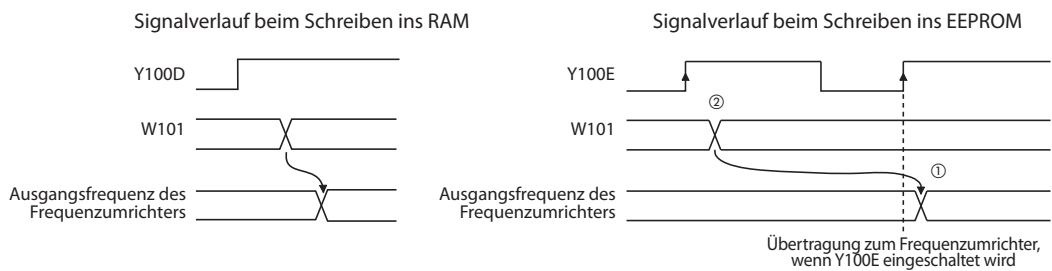 Signalverlauf beim Schreiben ins RAM
Y100D
W101
Ausgangsfrequenz des
Frequenzumrichters
Signalverlauf beim Schreiben ins EEPROM
Y100E
②
W101
①
Ausgangsfrequenz des
Frequenzumrichters
Übertragung zum Frequenzumrichter,
wenn Y100E eingeschaltet wird